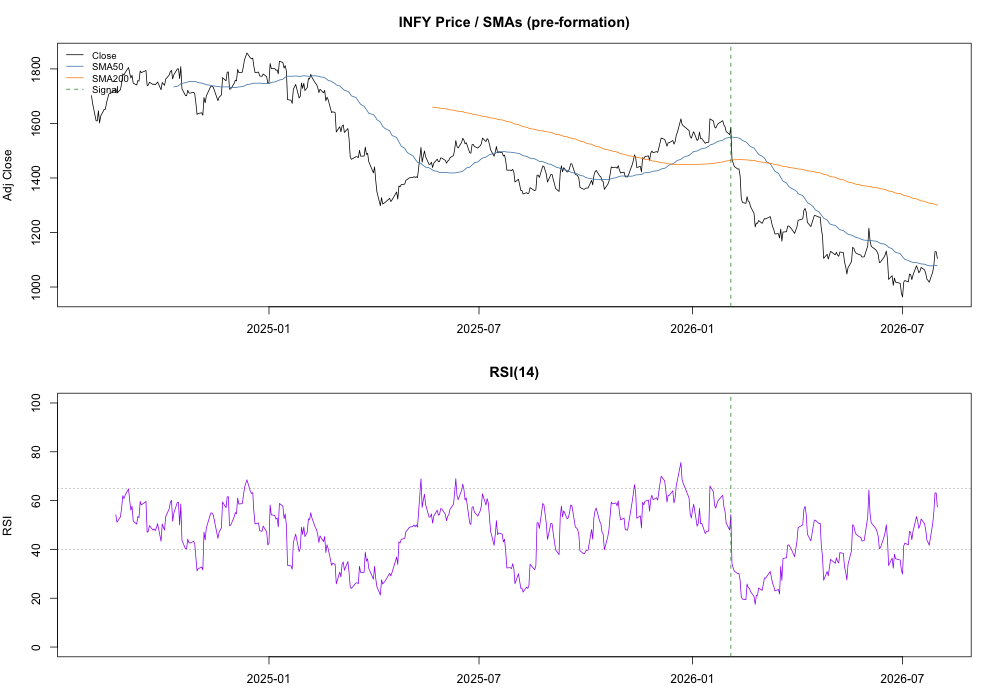 INFY Price / SMAs (pre-formation)
Close
SMA50
SMA200
Signal
Adj Close
1800
1600
1400
1200
1000
2025-01 2025-07 2026-01 2026-07
RSI(14)
RSI
100
80
60
40
20
0
2025-01 2025-07 2026-01 2026-07